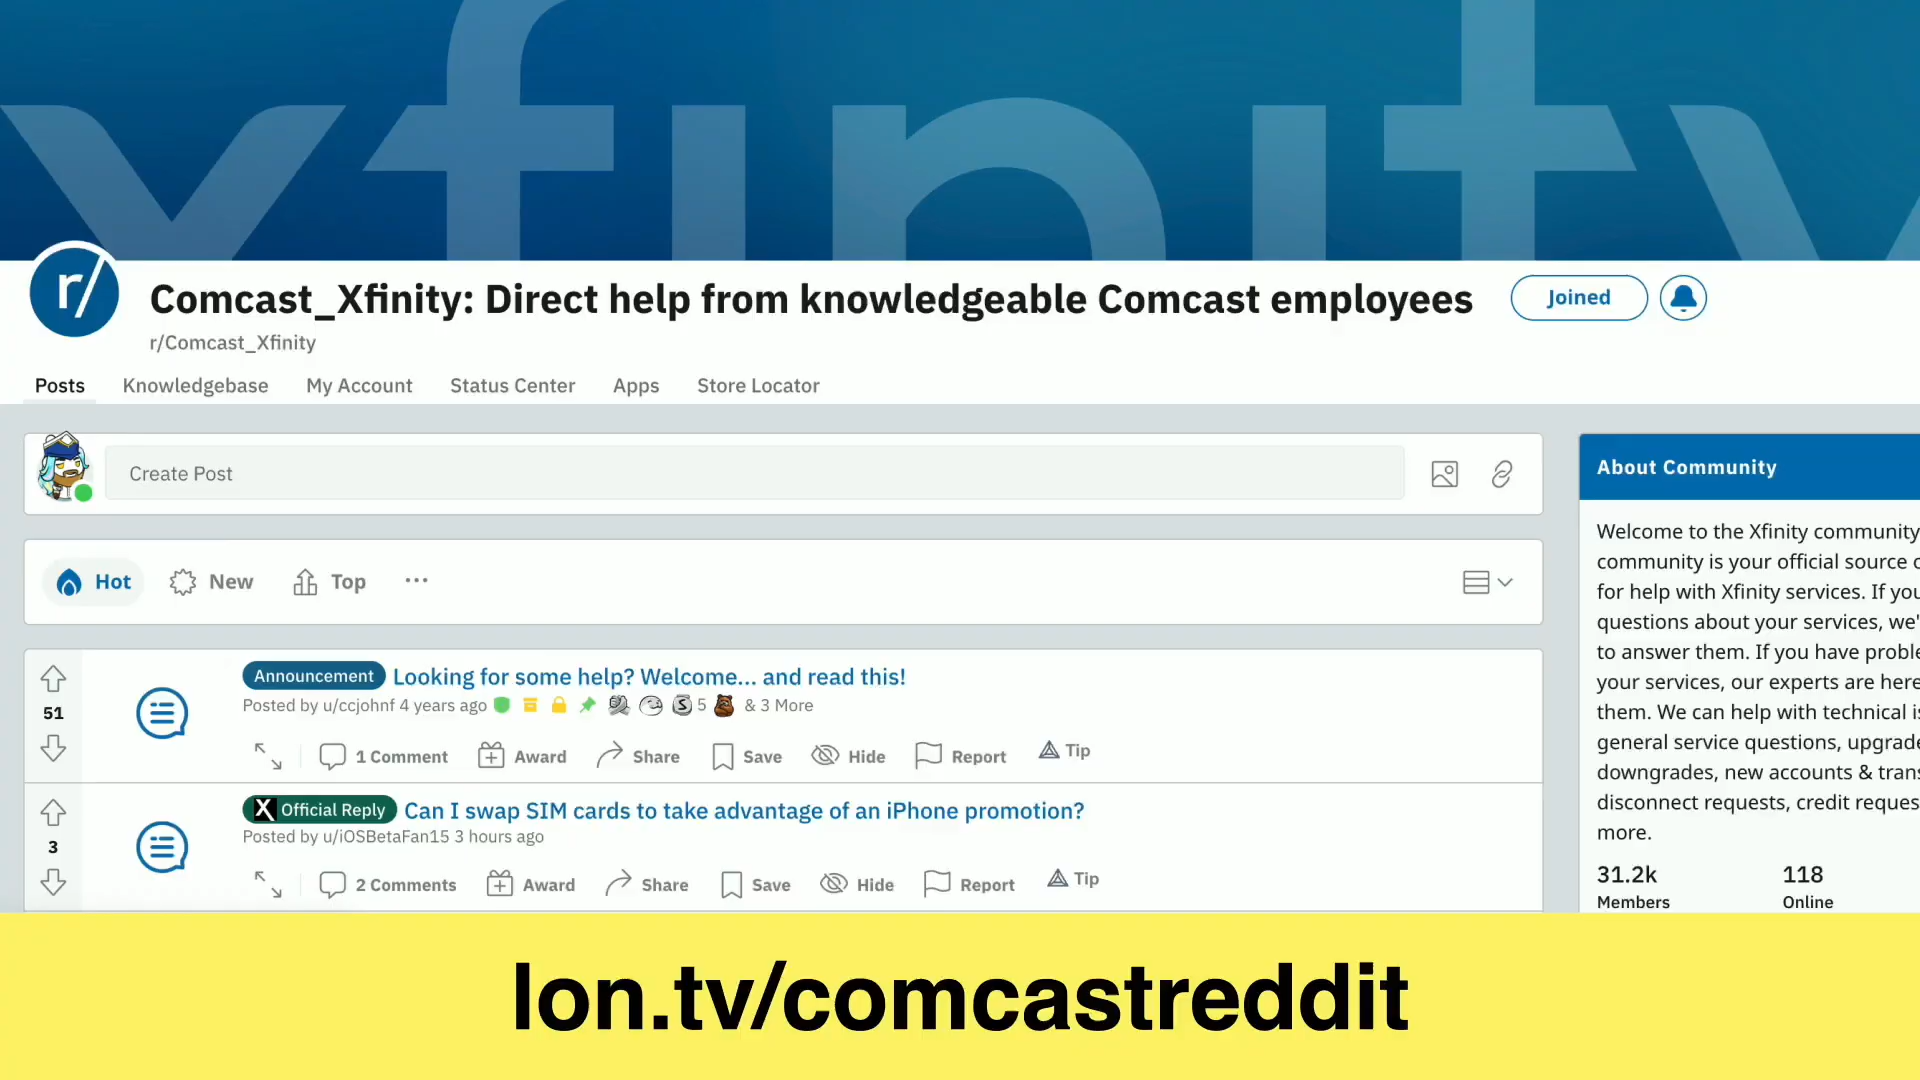 xfinity
r/ Comcast_Xfinity: Direct help from knowledgeable Comcast employees
Joined
r/Comcast_Xfinity
Posts Knowledgebase My Account Status Center Apps Store Locator
Create Post
About Community
Hot New Top ...
Welcome to the Xfinity community
community is your official source
for help with Xfinity services. If you
questions about your services, we'
to answer them. If you have proble
your services, our experts are here
them. We can help with technical is
general service questions, upgrade
downgrades, new accounts & trans
disconnect requests, credit reques
more.
31.2k 118
Members Online
51
Announcement Looking for some help? Welcome... and read this!
Posted by u/ccjohnf 4 years ago S 5 & 3 More
1 Comment Award Share Save Hide Report Tip
3
X Official Reply Can I swap SIM cards to take advantage of an iPhone promotion?
Posted by u/iOSBetaFan15 3 hours ago
2 Comments Award Share Save Hide Report Tip
lon.tv/comcastreddit